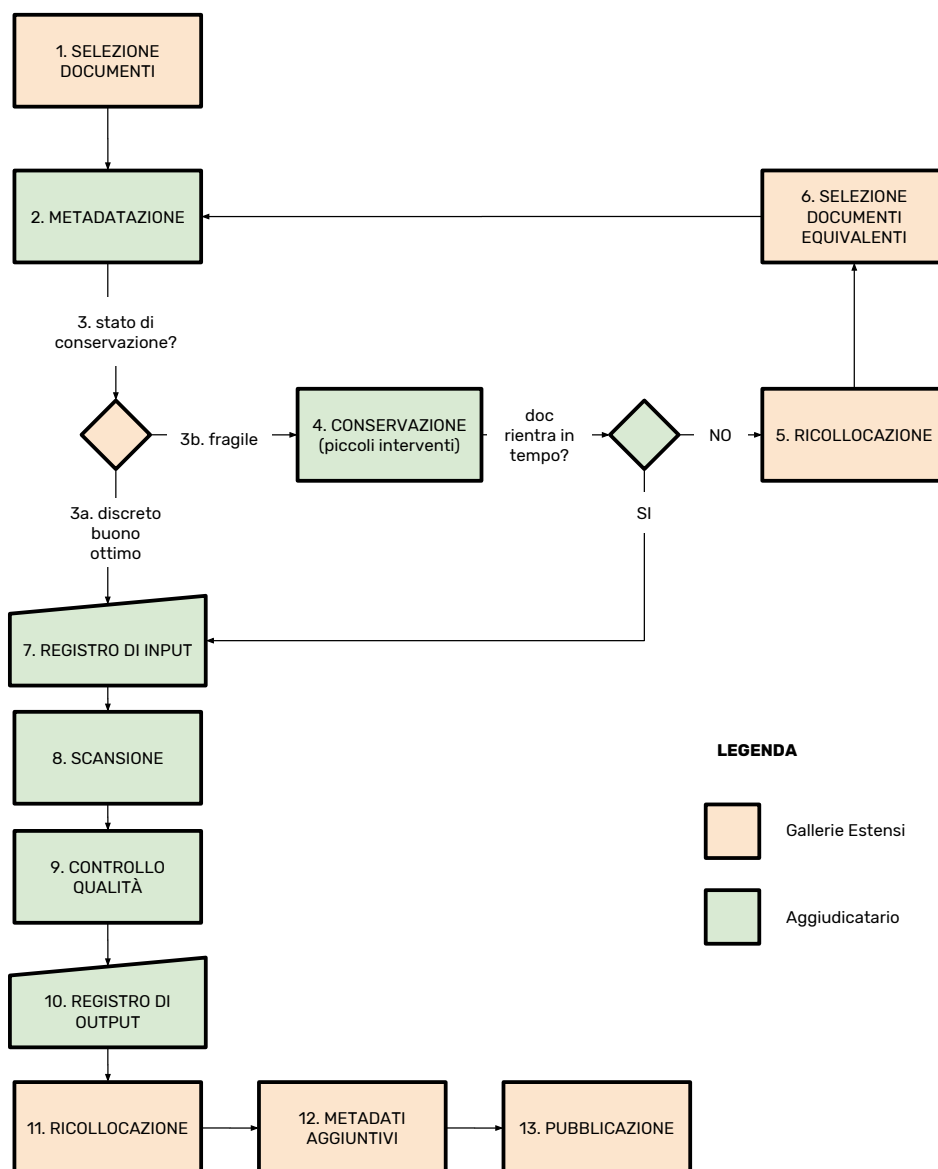 1. SELEZIONE
DOCUMENTI
2. METADATAZIONE
6. SELEZIONE
DOCUMENTI
EQUIVALENTI
3. stato di
conservazione?
3b. fragile
4. CONSERVAZIONE
(piccoli interventi)
doc
rientra in
tempo?
NO
5. RICOLLOCAZIONE
3a. discreto
buono
ottimo
SI
7. REGISTRO DI INPUT
8. SCANSIONE
9. CONTROLLO
QUALITÀ
10. REGISTRO DI
OUTPUT
11. RICOLLOCAZIONE
12. METADATI
AGGIUNTIVI
13. PUBBLICAZIONE
LEGENDA
Gallerie Estensi
Aggiudicatario